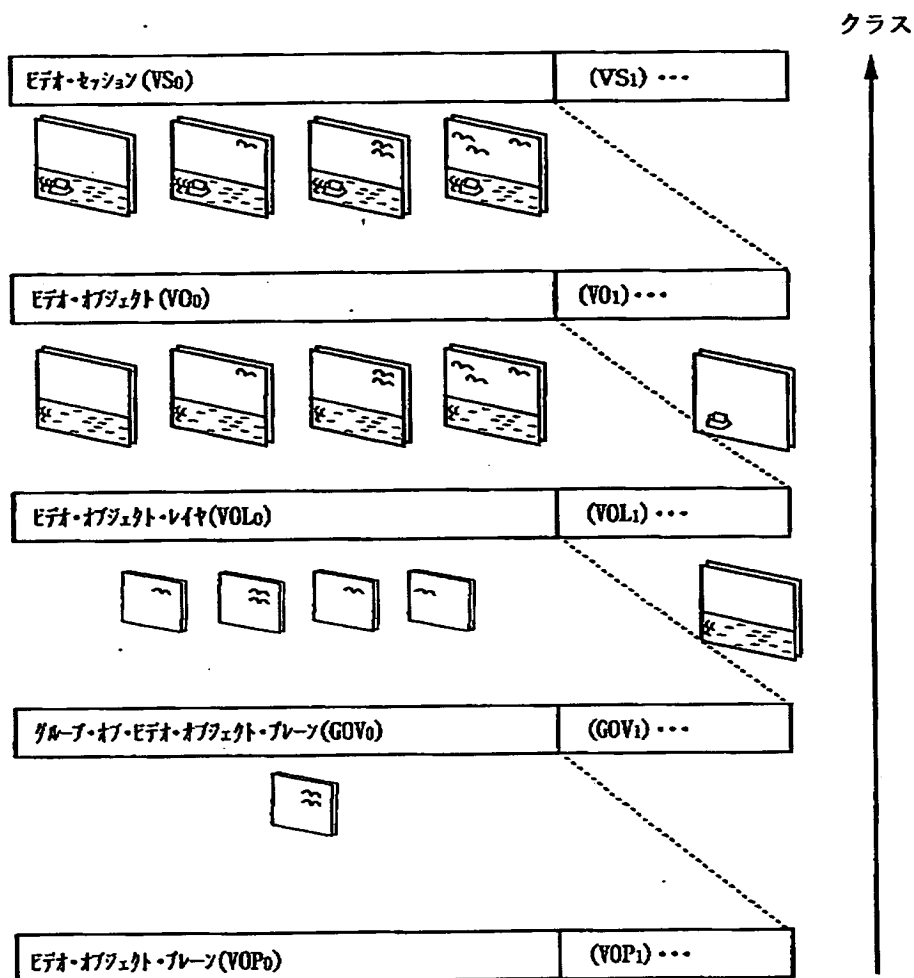 クラス
ビデオ・セッション(VS0) (VS1)・・・
ビデオ・オブジェクト(VO0) (VO1)・・・
ビデオ・オブジェクト・レイヤ(VOL0) (VOL1)・・・
グループ・オブ・ビデオ・オブジェクト・プレーン(GOV0) (GOV1)・・・
ビデオ・オブジェクト・プレーン(VOP0) (VOP1)・・・